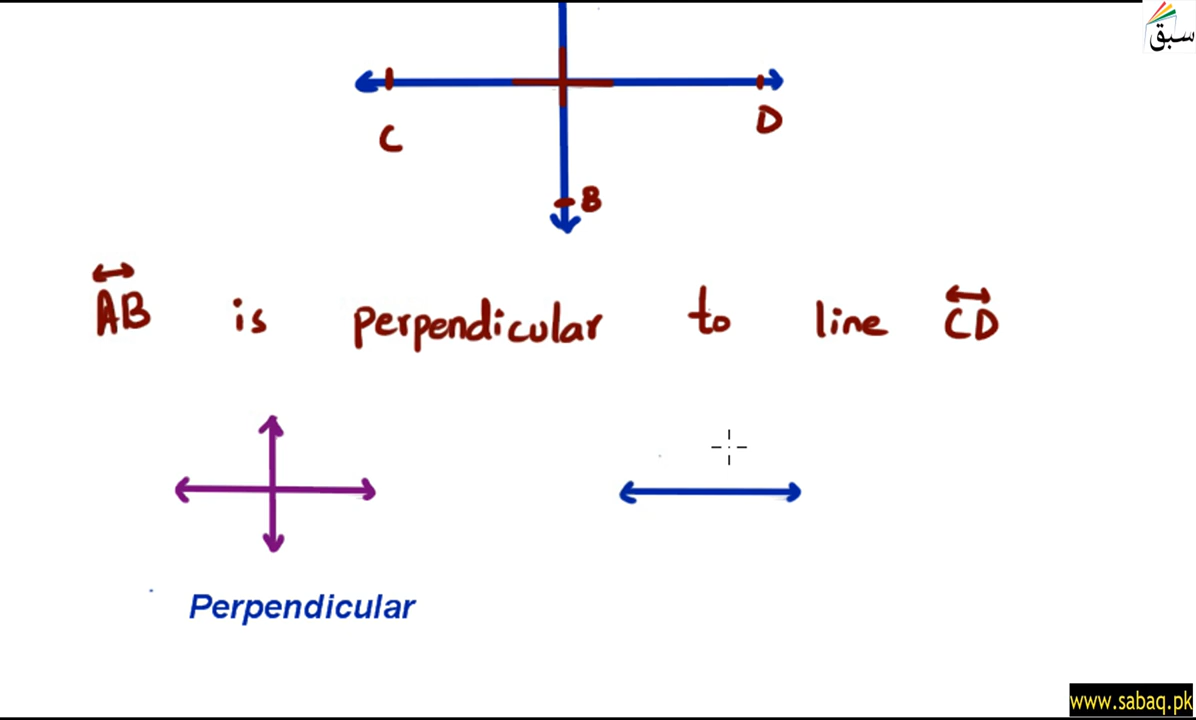 سبق
C
D
B
AB is perpendicular to line CD
Perpendicular
www.sabaq.pk